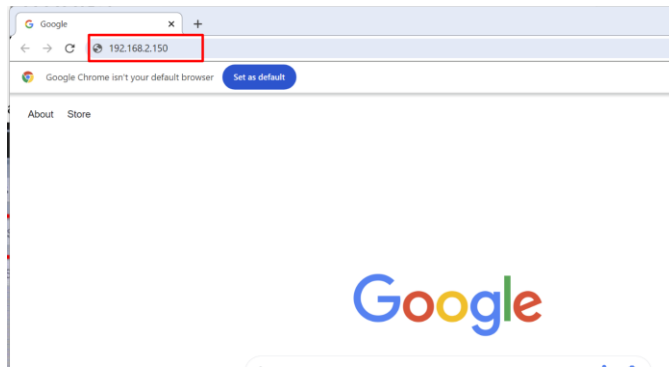 Google
192.168.2.150
Google Chrome isn't your default browser Set as default
About Store
Google